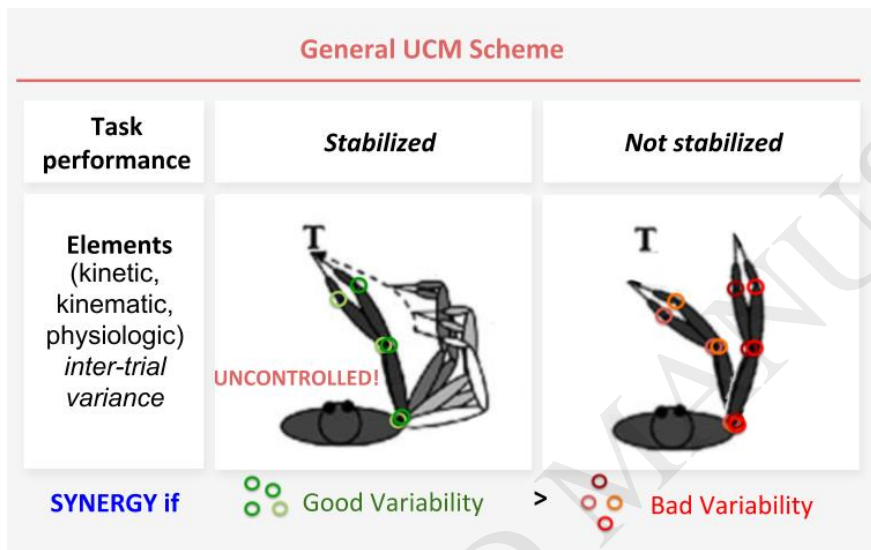 General UCM Scheme
Task
performance
Stabilized
Not stabilized
Elements
(kinetic,
kinematic,
physiologic)
inter-trial
variance
T
UNCONTROLLED!
T
SYNERGY if
Good Variability
>
Bad Variability
MANUS